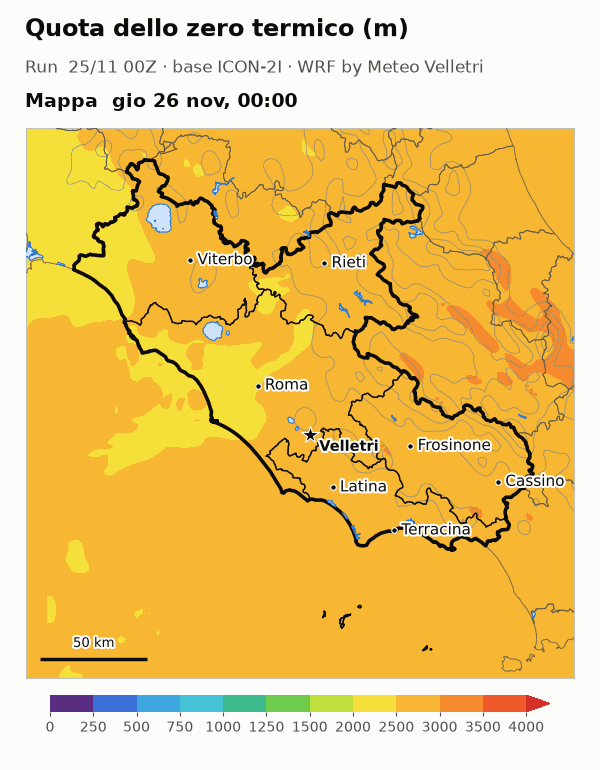 Quota dello zero termico (m)
Run  25/11 00Z · base ICON-2I · WRF by Meteo Velletri
Mappa  gio 26 nov, 00:00
Viterbo
Rieti
Roma
Velletri
Frosinone
Cassino
Latina
Terracina
50 km
0 250 500 750 1000 1250 1500 2000 2500 3000 3500 4000